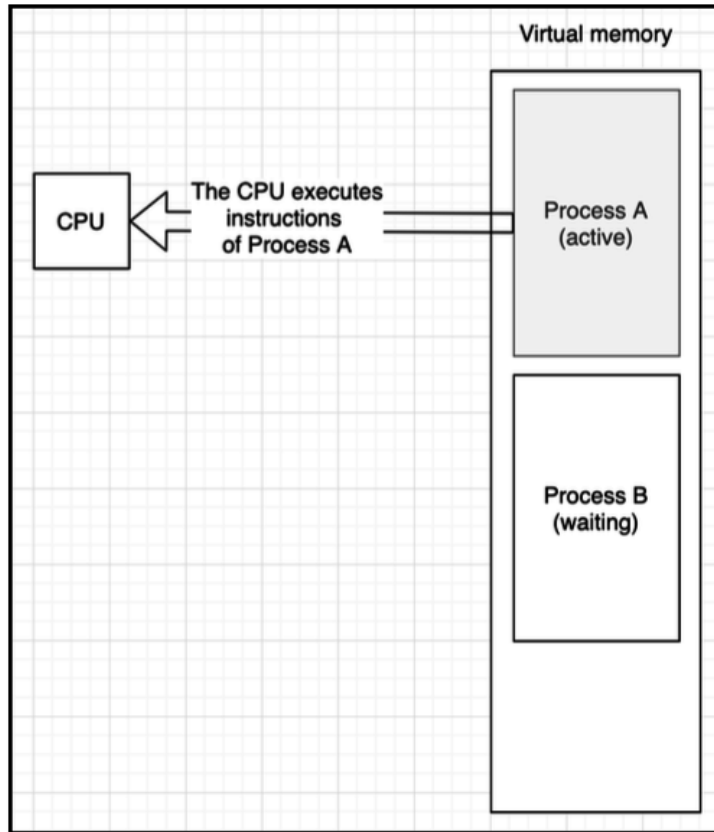 Virtual memory
CPU
The CPU executes
instructions
of Process A
Process A
(active)
Process B
(waiting)